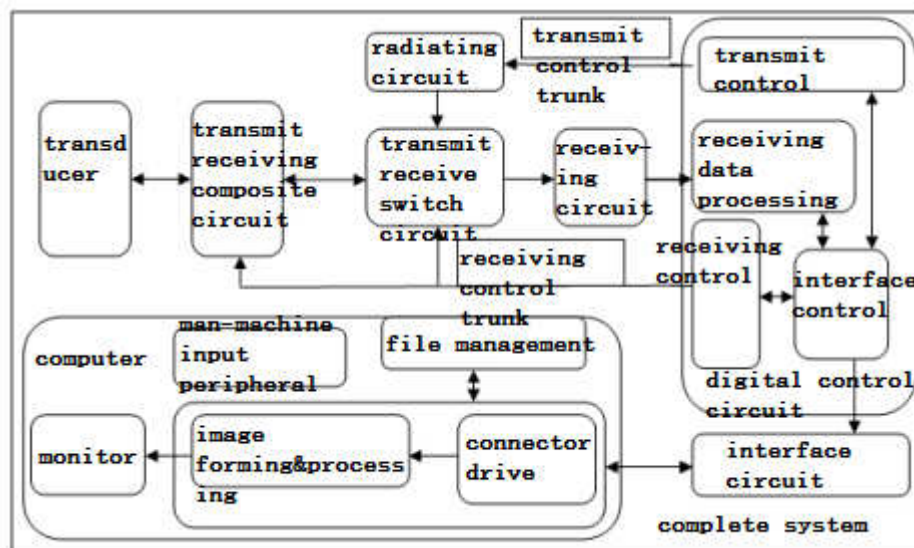 radiating
circuit
transmit
control
trunk
transmit
control
transd
ucer
transmit
receiving
composite
circuit
transmit
receive
switch
circuit
receiv-
ing
circuit
receiving
data
processing
receiving
control
trunk
receiving
control
interface
control
digital control
circuit
computer
man-machine
input
peripheral
file management
monitor
image
forming&process
ing
connector
drive
interface
circuit
complete system